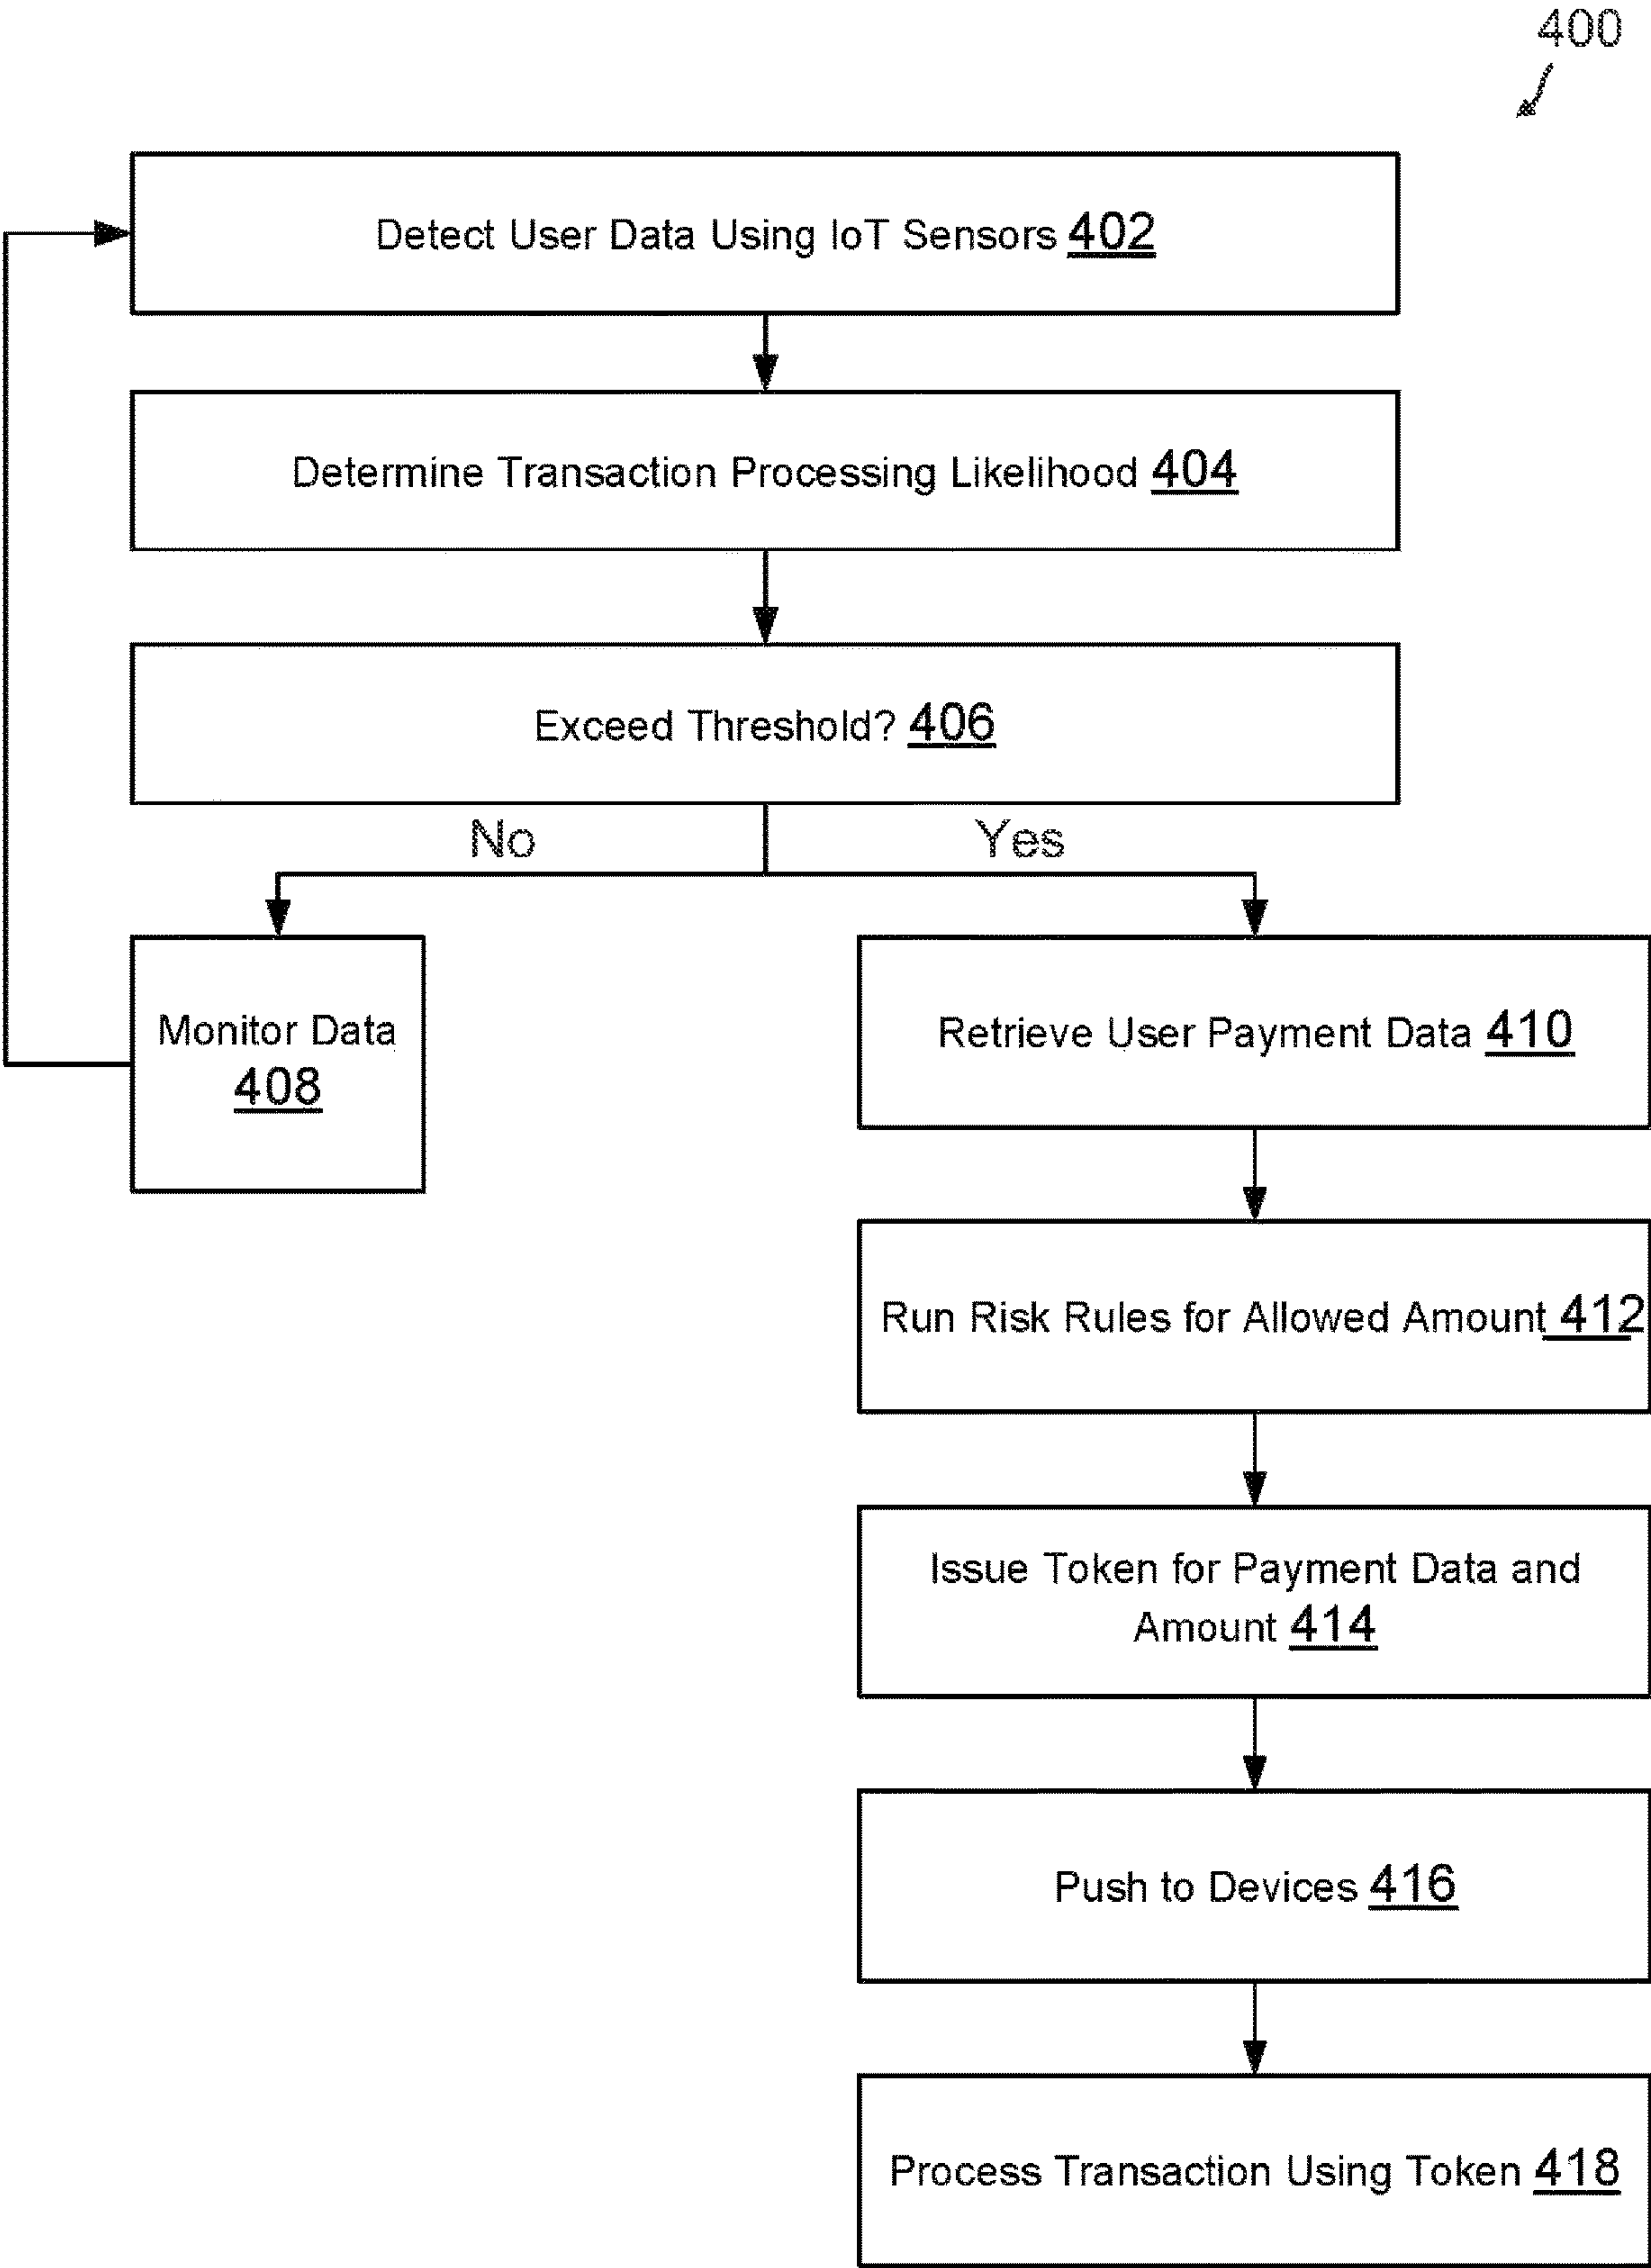 400
Detect User Data Using IoT Sensors 402
Determine Transaction Processing Likelihood 404
Exceed Threshold? 406
No
Yes
Monitor Data
408
Retrieve User Payment Data 410
Run Risk Rules for Allowed Amount 412
Issue Token for Payment Data and
Amount 414
Push to Devices 416
Process Transaction Using Token 418